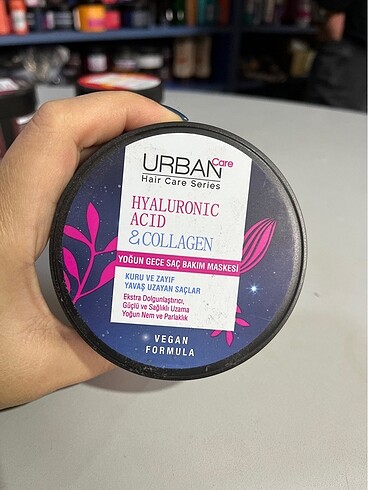 URBAN Care
Hair Care Series
HYALURONIC
ACID
& COLLAGEN
YOĞUN GECE SAÇ BAKIM MASKESİ
KURU VE ZAYIF
YAVAŞ UZAYAN SAÇLAR
Ekstra Dolgunlaştırıcı,
Güçlü ve Sağlıklı Uzama
Yoğun Nem ve Parlaklık
VEGAN
FORMULA